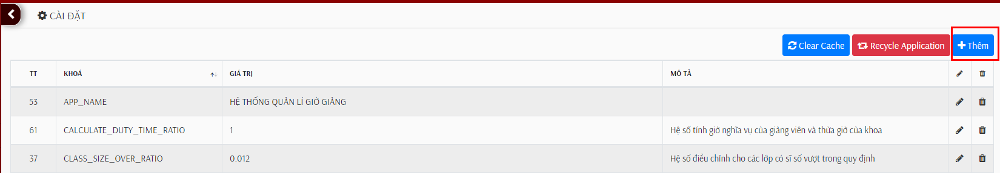 CÀI ĐẶT
Clear Cache Recycle Application Thêm
TT KHOÁ GIÁ TRỊ MÔ TẢ
53 APP_NAME HỆ THỐNG QUẢN LÍ GIỜ GIẢNG
61 CALCULATE_DUTY_TIME_RATIO 1 Hệ số tính giờ nghĩa vụ của giảng viên và thừa giờ của khoa
37 CLASS_SIZE_OVER_RATIO 0.012 Hệ số điều chỉnh cho các lớp có sĩ số vượt trong quy định